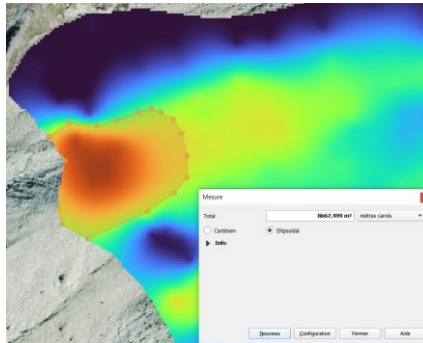 Mesure
Total 8662,499 m² mètres carrés
Cartésien Ellipsoïdal
Info
Nouveau Configuration Fermer Aide